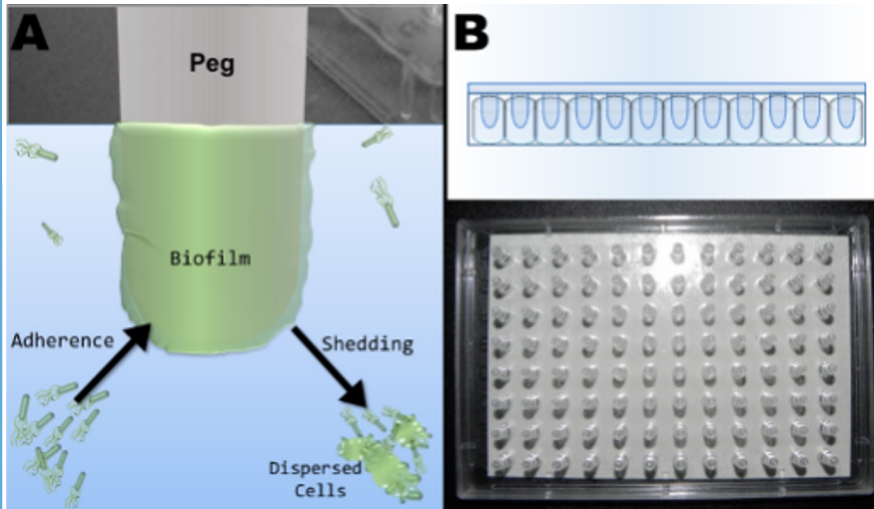 A
Peg
Biofilm
Adherence
Shedding
Dispersed
Cells
B